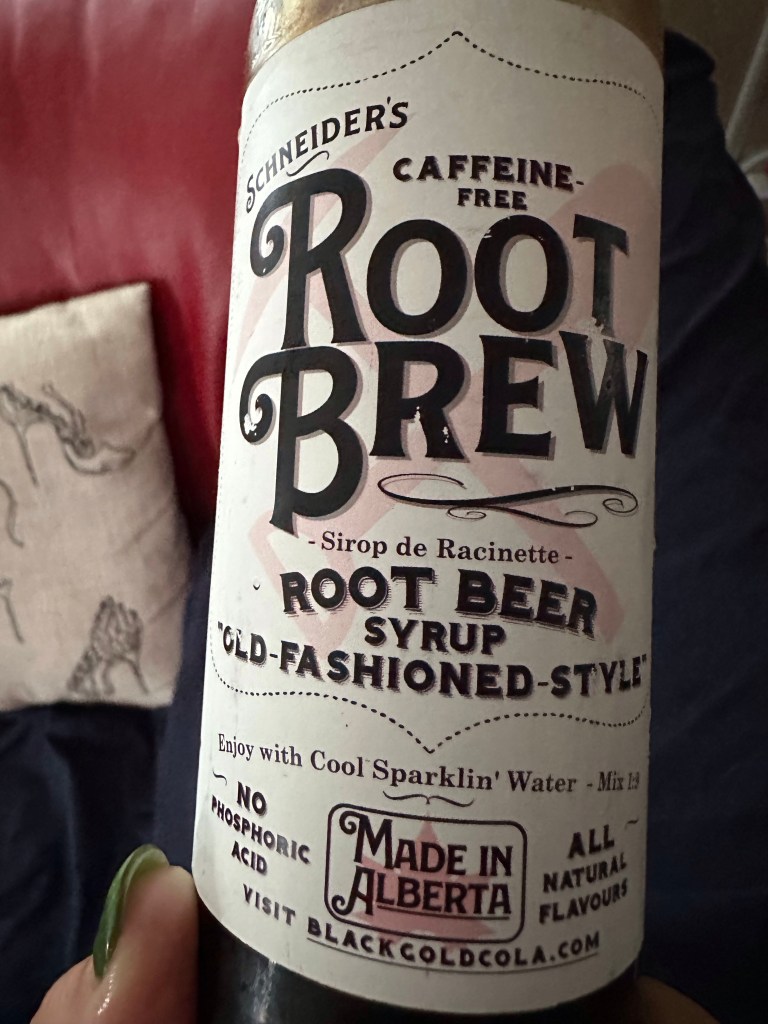 SCHNEIDER'S
CAFFEINE-
FREE
ROOT
BREW
- Sirop de Racinette -
ROOT BEER
SYRUP
"OLD-FASHIONED-STYLE"
Enjoy with Cool Sparklin' Water - Mix 1:9
NO
PHOSPHORIC
ACID
MADE IN
ALBERTA
ALL
NATURAL
FLAVOURS
VISIT BLACKGOLDCOLA.COM